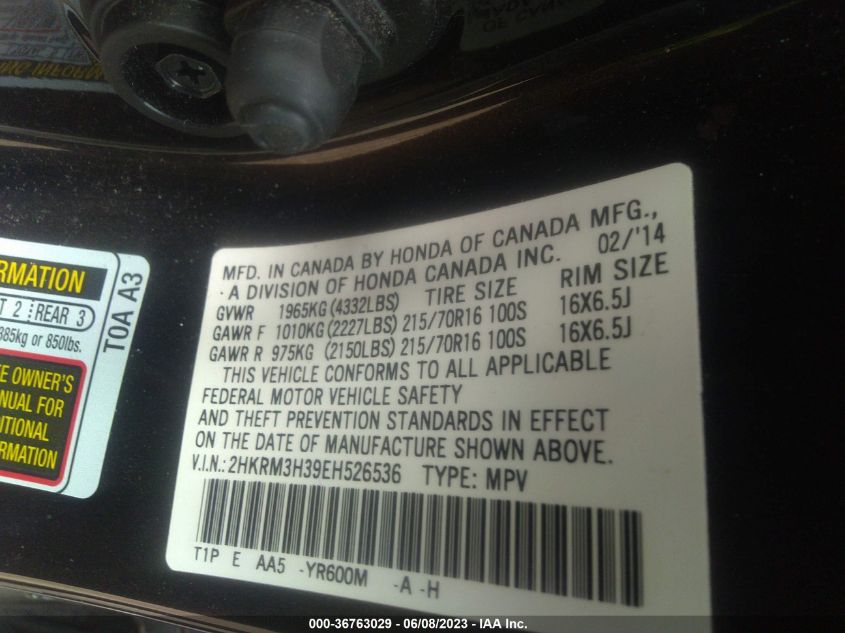 RMATION
T 2 REAR 3
385kg or 850lbs.
TOA A3
E OWNER'S
NUAL FOR
ITIONAL
RMATION
MFD. IN CANADA BY HONDA OF CANADA MFG.,
- A DIVISION OF HONDA CANADA INC. 02/'14
GVWR 1965KG (4332LBS) TIRE SIZE RIM SIZE
GAWR F 1010KG (2227LBS) 215/70R16 100S 16X6.5J
GAWR R 975KG (2150LBS) 215/70R16 100S 16X6.5J
THIS VEHICLE CONFORMS TO ALL APPLICABLE
FEDERAL MOTOR VEHICLE SAFETY
AND THEFT PREVENTION STANDARDS IN EFFECT
ON THE DATE OF MANUFACTURE SHOWN ABOVE.
V.I.N.: 2HKRM3H39EH526536 TYPE: MPV
T1P E AA5 -YR600M -A -H
000-36763029 - 06/08/2023 - IAA Inc.